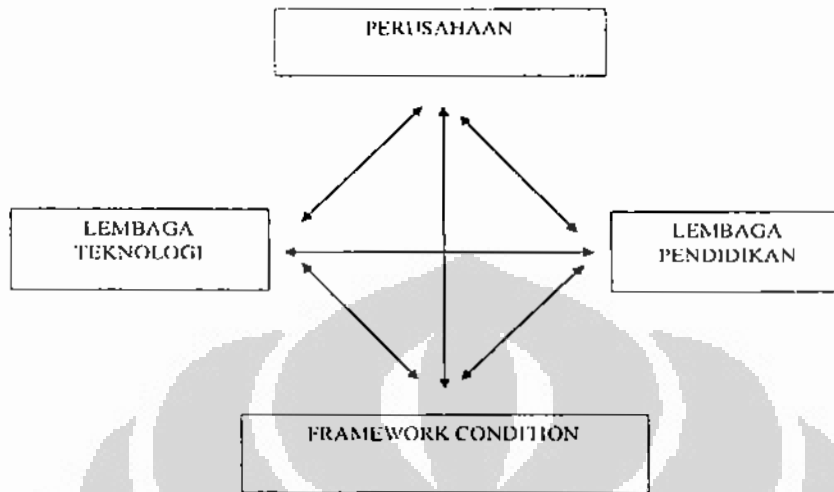 PERUSAHAAN
LEMBAGA
TEKNOLOGI
LEMBAGA
PENDIDIKAN
FRAMEWORK CONDITION